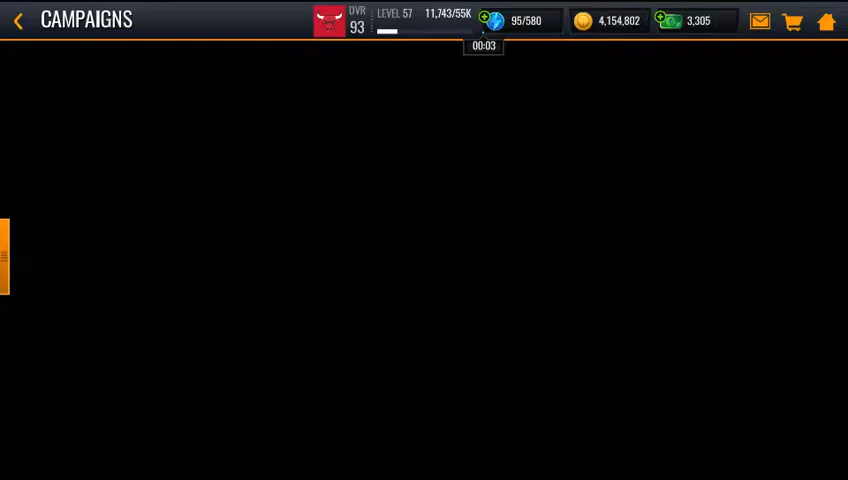 CAMPAIGNS
OVR
93
LEVEL 57
11,743/55K
95/580
00:03
4,154,802
3,305